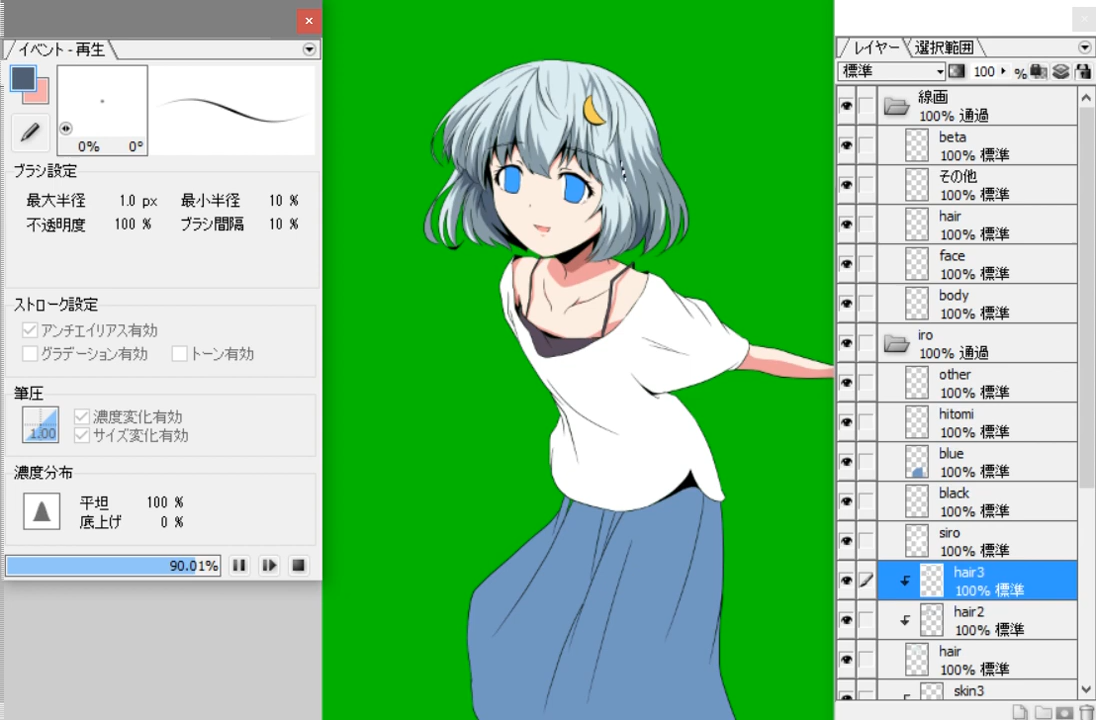 イベント - 再生
0%
0°
ブラシ設定
最大半径 1.0 px 最小半径 10 %
不透明度 100 % ブラシ間隔 10 %
ストローク設定
アンチエイリアス有効
グラデーション有効 トーン有効
筆圧
1.00
濃度変化有効
サイズ変化有効
濃度分布
平坦 100 %
底上げ 0 %
90.01%
レイヤー 選択範囲
標準 100 %
線画
100% 通過
beta
100% 標準
その他
100% 標準
hair
100% 標準
face
100% 標準
body
100% 標準
iro
100% 通過
other
100% 標準
hitomi
100% 標準
blue
100% 標準
black
100% 標準
siro
100% 標準
hair3
100% 標準
hair2
100% 標準
hair
100% 標準
skin3